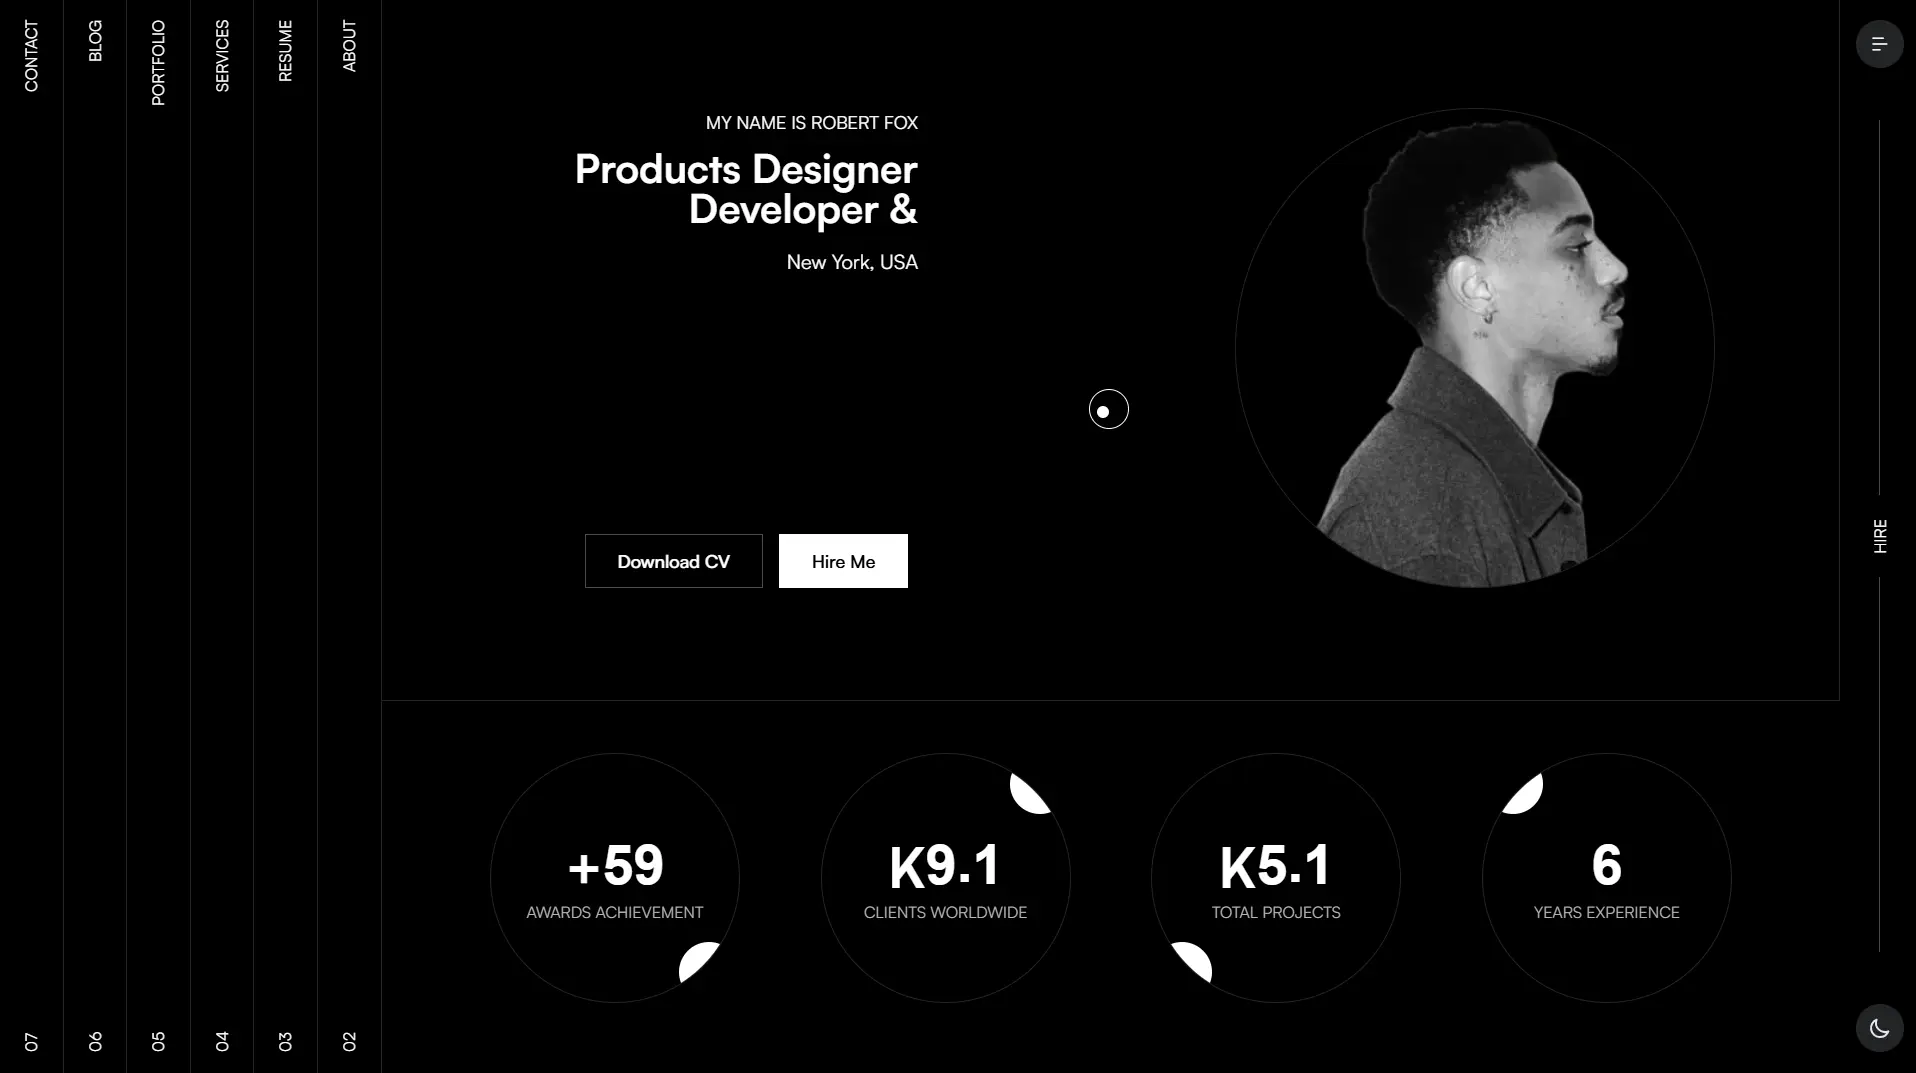 CONTACT
BLOG
PORTFOLIO
SERVICES
RESUME
ABOUT
MY NAME IS ROBERT FOX
Products Designer
Developer &
New York, USA
Download CV
Hire Me
HIRE
+59
AWARDS ACHIEVEMENT
K9.1
CLIENTS WORLDWIDE
K5.1
TOTAL PROJECTS
6
YEARS EXPERIENCE
07
06
05
04
03
02